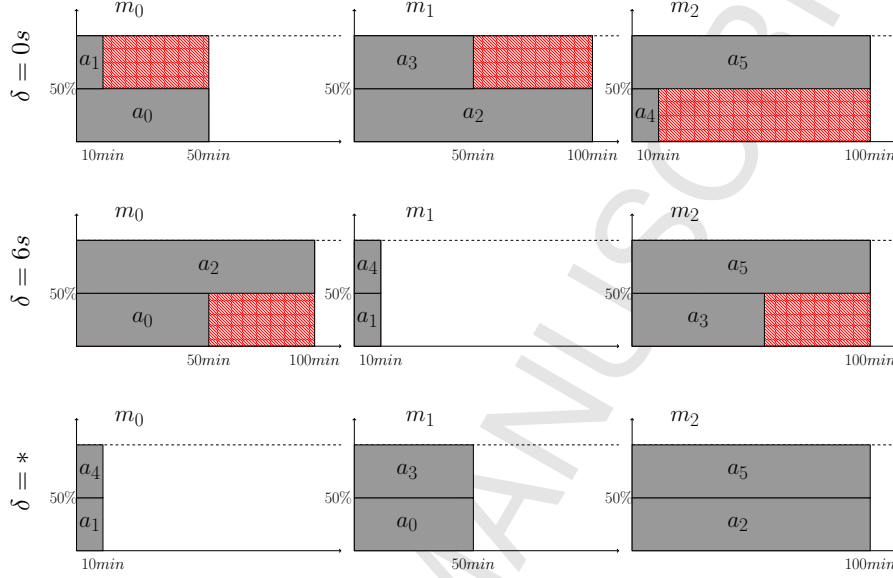 m₀ m₁ m₂
δ = 0s
a₁ a₃ a₅
50% 50% 50%
a₀ a₂ a₄
10min 50min 50min 100min 10min 100min
m₀ m₁ m₂
δ = 6s
a₂ a₄ a₅
50% 50% 50%
a₀ a₁ a₃
50min 100min 10min 100min
m₀ m₁ m₂
δ = *
a₄ a₃ a₅
50% 50% 50%
a₁ a₀ a₂
10min 50min 100min
MANUSCRI